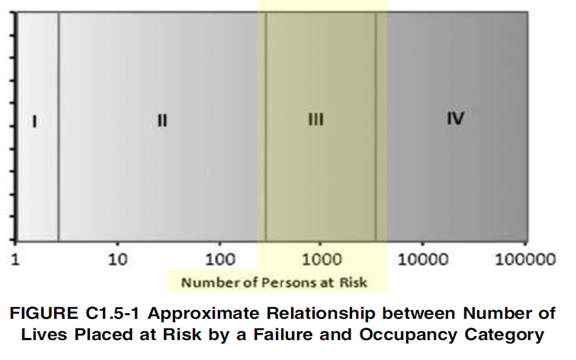 I II III IV
1 10 100 1000 10000 100000
Number of Persons at Risk
FIGURE C1.5-1 Approximate Relationship between Number of
Lives Placed at Risk by a Failure and Occupancy Category